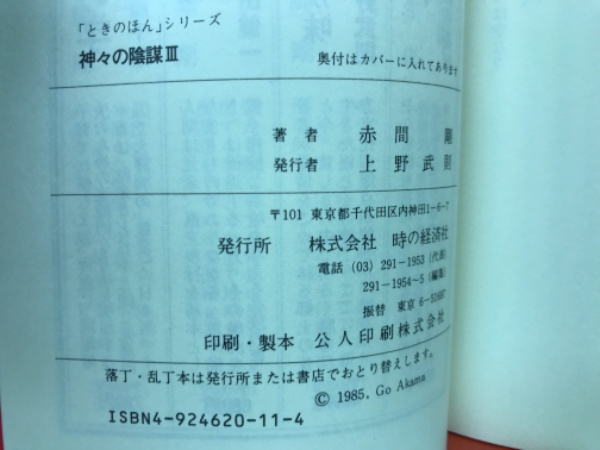 「ときのほん」シリーズ
神々の陰謀Ⅲ
奥付はカバーに入れてあります
著者 赤間 剛
発行者 上野武則
〒101 東京都千代田区内神田1-6-7
発行所 株式会社 時の経済社
電話 (03) 291-1953 (代表)
291-1954~5 (編集)
振替 東京 6-51687
印刷・製本 公人印刷株式会社
落丁・乱丁本は発行所または書店でおとり替えします。
© 1985, Go Akama
ISBN4-924620-11-4